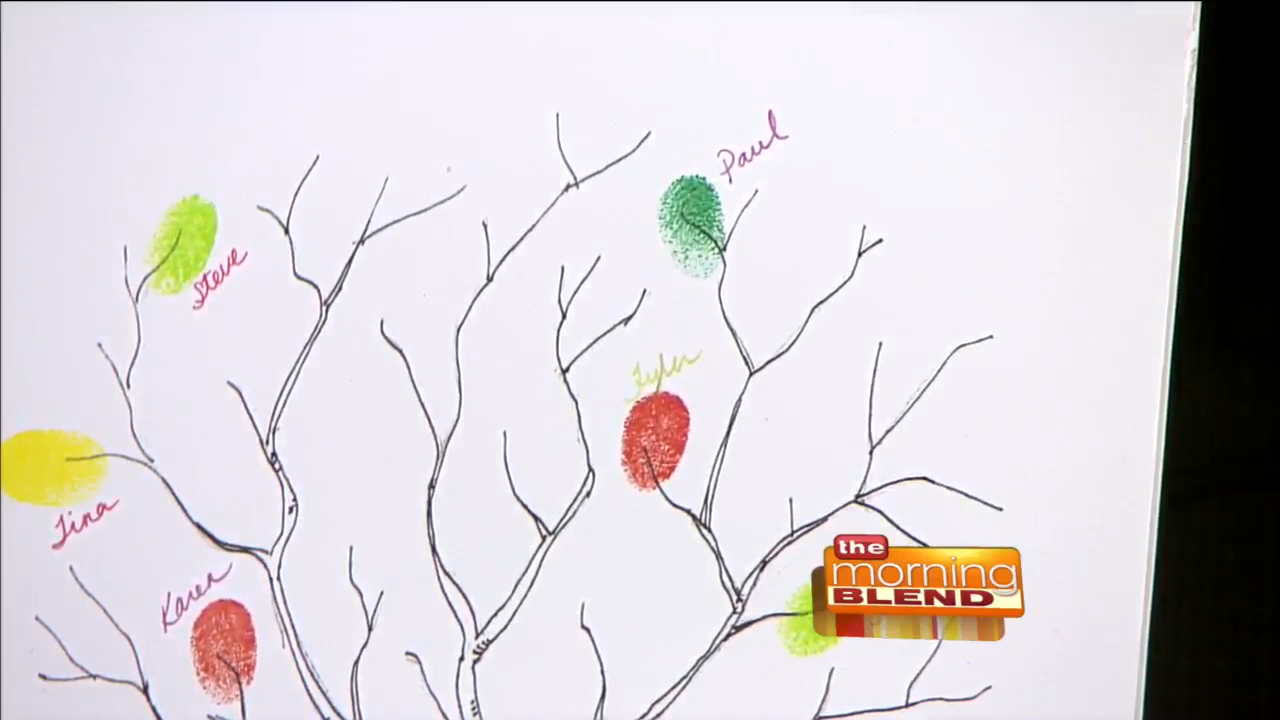 Paul
Steve
Tyler
Tina
Karen
the
morning
BLEND